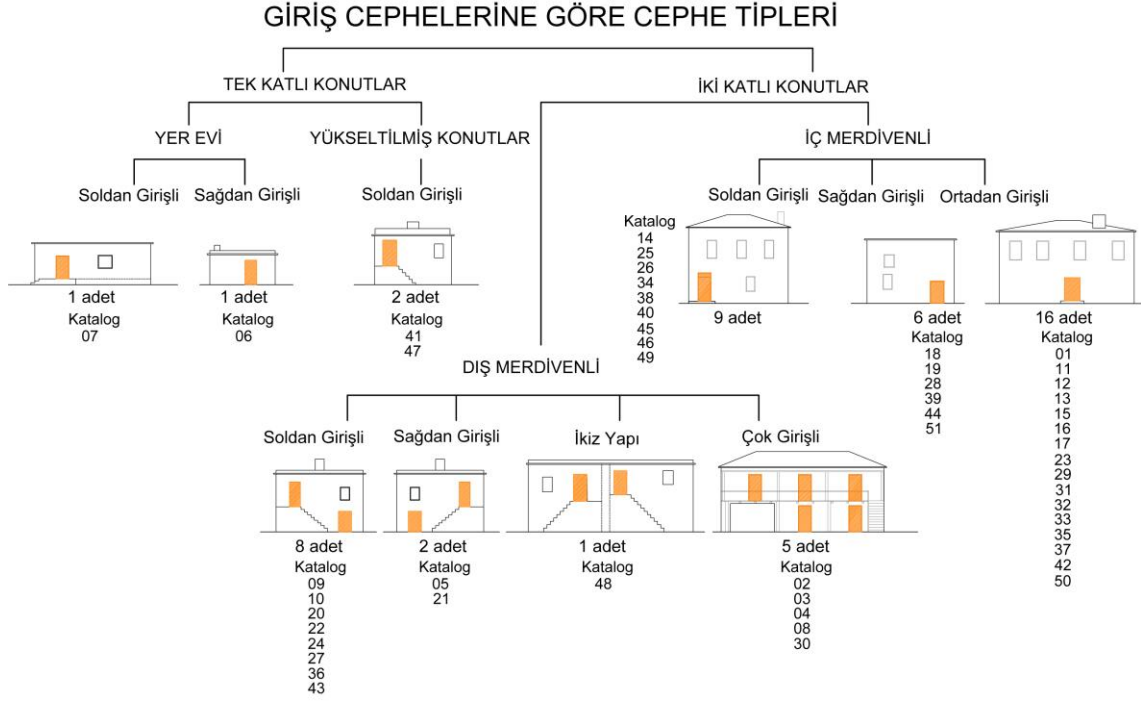 GİRİŞ CEPHELERİNE GÖRE CEPHE TİPLERİ
TEK KATLI KONUTLAR
İKİ KATLI KONUTLAR
YER EVİ
YÜKSELTİLMİŞ KONUTLAR
İÇ MERDİVENLİ
Soldan Girişli
Sağdan Girişli
Soldan Girişli
Soldan Girişli
Sağdan Girişli
Ortadan Girişli
1 adet
Katalog
07
1 adet
Katalog
06
2 adet
Katalog
41
47
Katalog
14
25
26
34
38
40
45
46
49
9 adet
6 adet
Katalog
18
19
28
39
44
51
16 adet
Katalog
01
11
12
13
15
16
17
23
29
31
32
33
35
37
42
50
DIŞ MERDİVENLİ
Soldan Girişli
Sağdan Girişli
İkiz Yapı
Çok Girişli
8 adet
Katalog
09
10
20
22
24
27
36
43
2 adet
Katalog
05
21
1 adet
Katalog
48
5 adet
Katalog
02
03
04
08
30